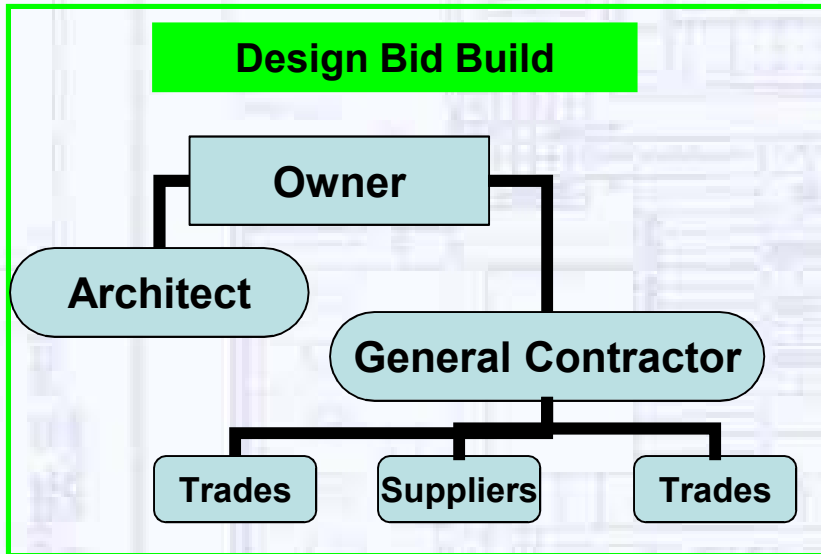 Design Bid Build
Owner
Architect
General Contractor
Trades
Suppliers
Trades